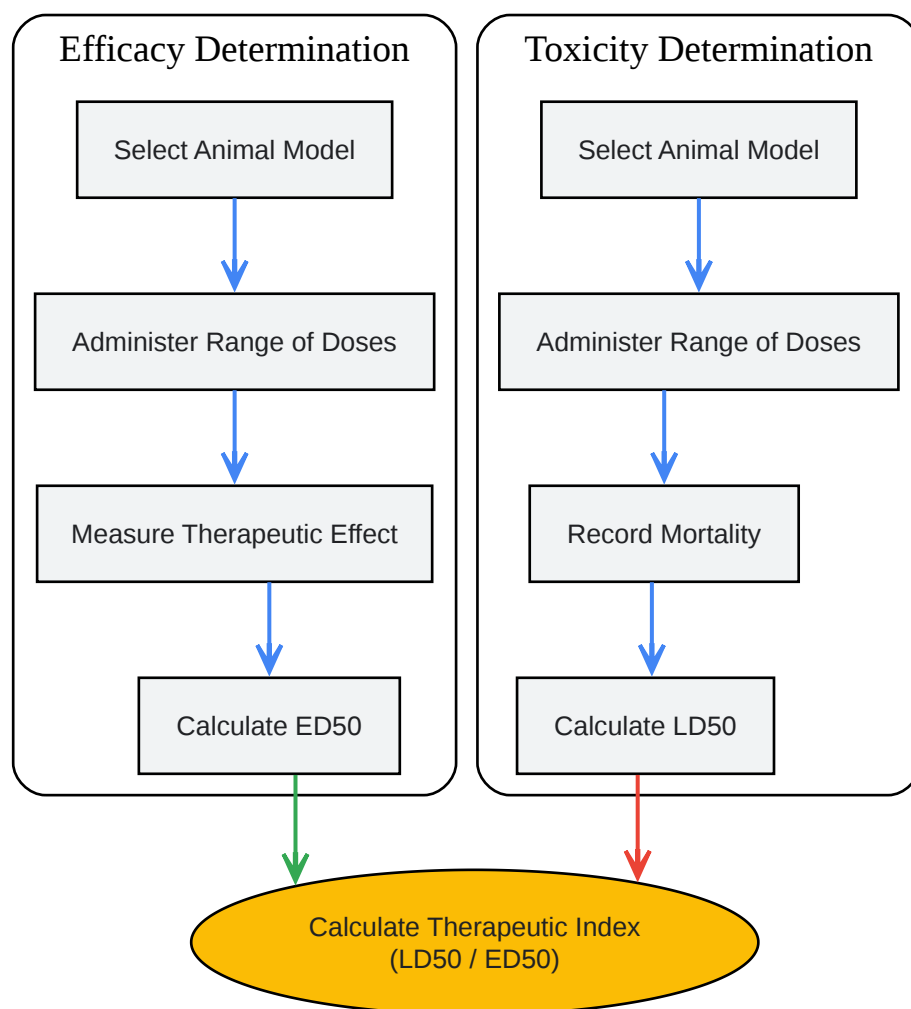 Efficacy Determination
Select Animal Model
Administer Range of Doses
Measure Therapeutic Effect
Calculate ED50
Toxicity Determination
Select Animal Model
Administer Range of Doses
Record Mortality
Calculate LD50
Calculate Therapeutic Index
(LD50 / ED50)